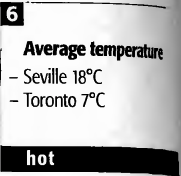 6
Average temperature
– Seville 18°C
– Toronto 7°C
hot